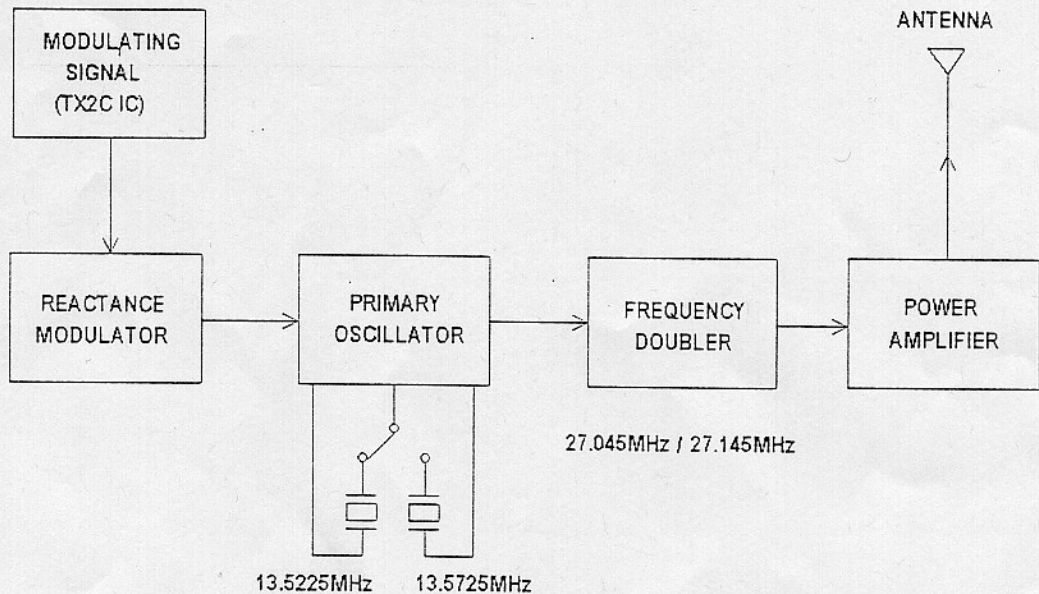 MODULATING
SIGNAL
(TX2C IC)
ANTENNA
REACTANCE
MODULATOR
PRIMARY
OSCILLATOR
FREQUENCY
DOUBLER
POWER
AMPLIFIER
27.045MHz / 27.145MHz
13.5225MHz
13.5725MHz